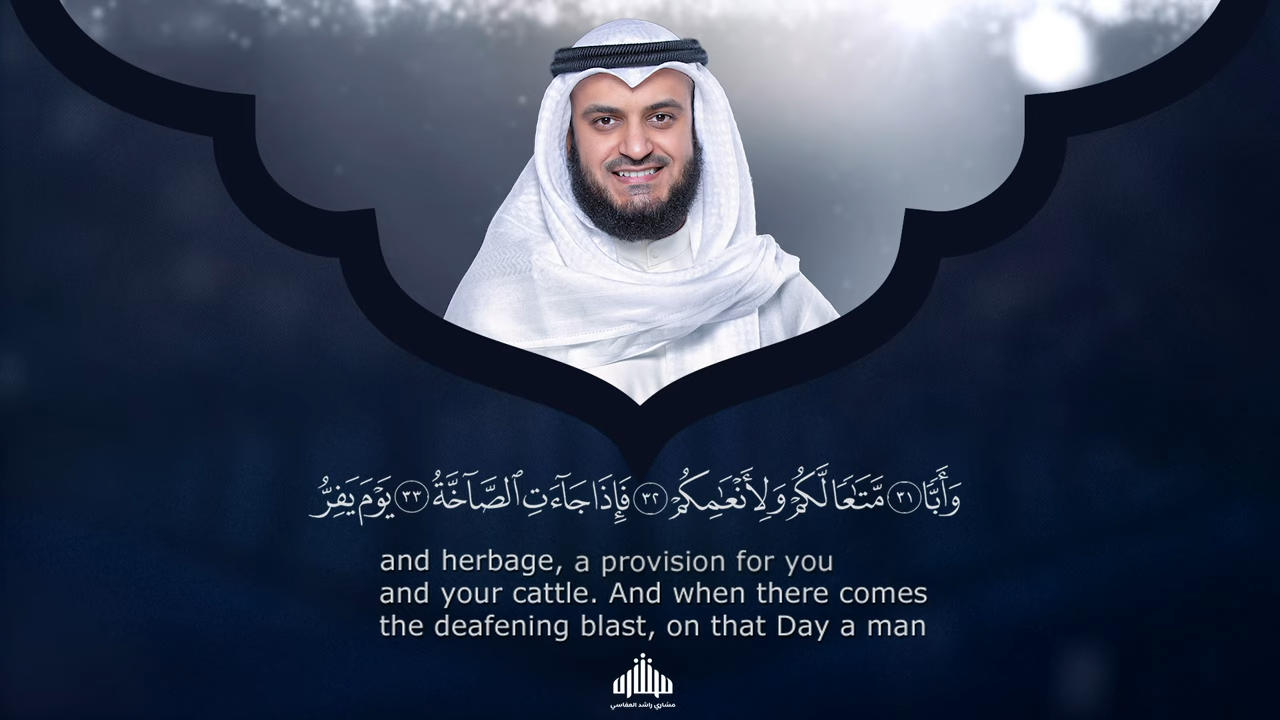 وَأَبًّا ٣١ مَّتَـٰعًا لَّكُمْ وَلِأَنْعَـٰمِكُمْ ٣٢ فَإِذَا جَآءَتِ ٱلصَّآخَّةُ ٣٣ يَوْمَ يَفِرُّ
and herbage, a provision for you
and your cattle. And when there comes
the deafening blast, on that Day a man
مشاري راشد العفاسي